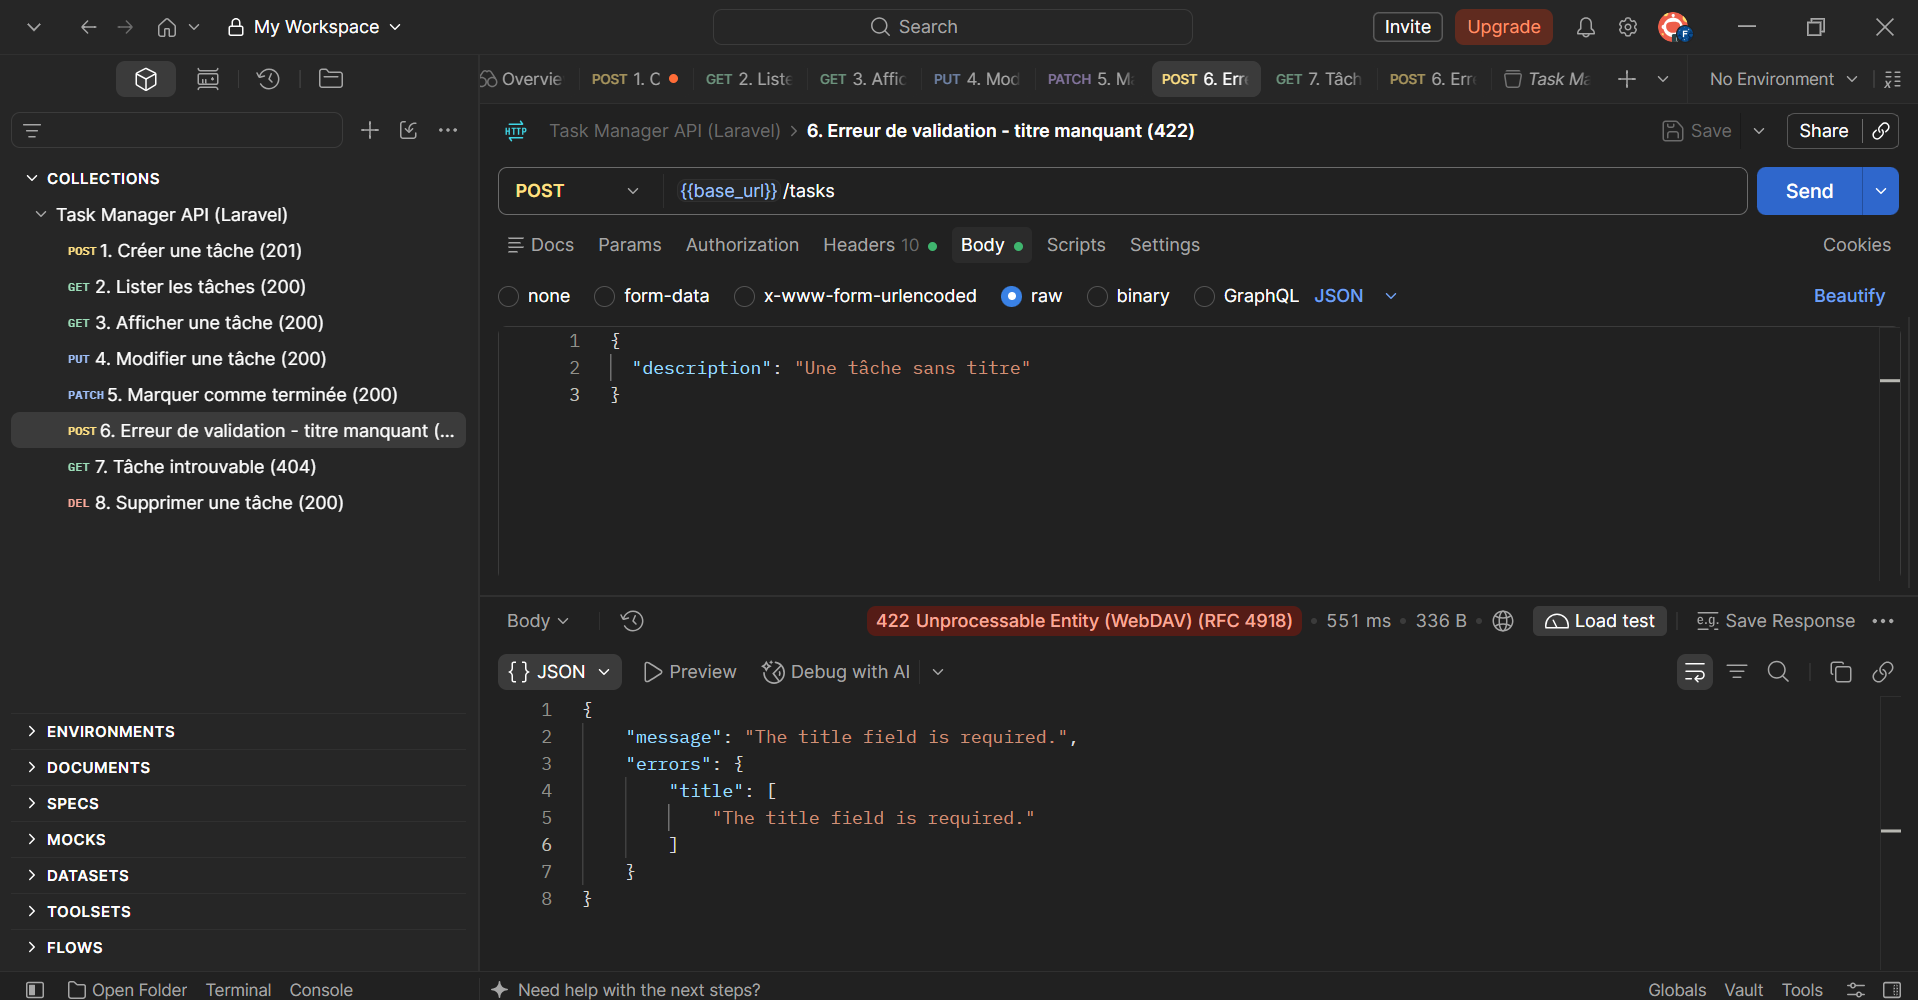 My Workspace
Search
Invite
Upgrade
Overvie
POST 1. C
GET 2. Liste
GET 3. Affic
PUT 4. Mod
PATCH 5. Ma
POST 6. Erre
GET 7. Tâch
POST 6. Erre
Task Ma
No Environment
HTTP
Task Manager API (Laravel) > 6. Erreur de validation - titre manquant (422)
Save
Share
COLLECTIONS
Task Manager API (Laravel)
POST 1. Créer une tâche (201)
GET 2. Lister les tâches (200)
GET 3. Afficher une tâche (200)
PUT 4. Modifier une tâche (200)
PATCH 5. Marquer comme terminée (200)
POST 6. Erreur de validation - titre manquant (...
GET 7. Tâche introuvable (404)
DEL 8. Supprimer une tâche (200)
ENVIRONMENTS
DOCUMENTS
SPECS
MOCKS
DATASETS
TOOLSETS
FLOWS
POST
{{base_url}} /tasks
Send
Docs Params Authorization Headers 10 Body Scripts Settings
Cookies
none form-data x-www-form-urlencoded raw binary GraphQL JSON
Beautify
1 {
2 "description": "Une tâche sans titre"
3 }
Body
422 Unprocessable Entity (WebDAV) (RFC 4918) • 551 ms • 336 B
Load test
e.g. Save Response
{} JSON
Preview
Debug with AI
1 {
2 "message": "The title field is required.",
3 "errors": {
4 "title": [
5 "The title field is required."
6 ]
7 }
8 }
Open Folder Terminal Console
Need help with the next steps?
Globals Vault Tools